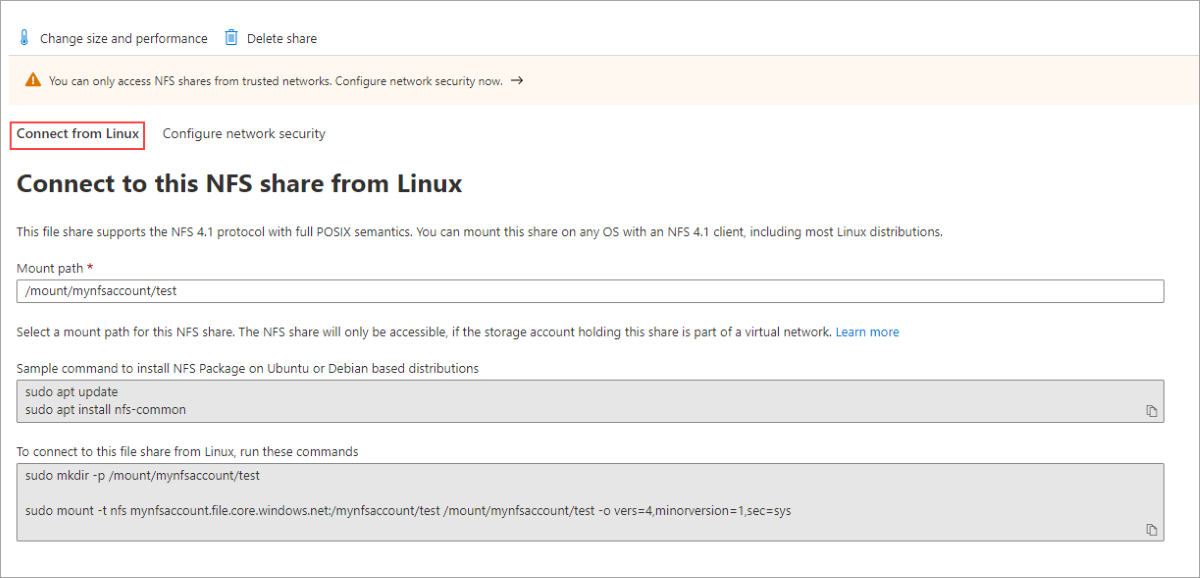 Change size and performance Delete share
You can only access NFS shares from trusted networks. Configure network security now. →
Connect from Linux Configure network security
Connect to this NFS share from Linux
This file share supports the NFS 4.1 protocol with full POSIX semantics. You can mount this share on any OS with an NFS 4.1 client, including most Linux distributions.
Mount path *
/mount/mynfsaccount/test
Select a mount path for this NFS share. The NFS share will only be accessible, if the storage account holding this share is part of a virtual network. Learn more
Sample command to install NFS Package on Ubuntu or Debian based distributions
sudo apt update
sudo apt install nfs-common
To connect to this file share from Linux, run these commands
sudo mkdir -p /mount/mynfsaccount/test
sudo mount -t nfs mynfsaccount.file.core.windows.net:/mynfsaccount/test /mount/mynfsaccount/test -o vers=4,minorversion=1,sec=sys